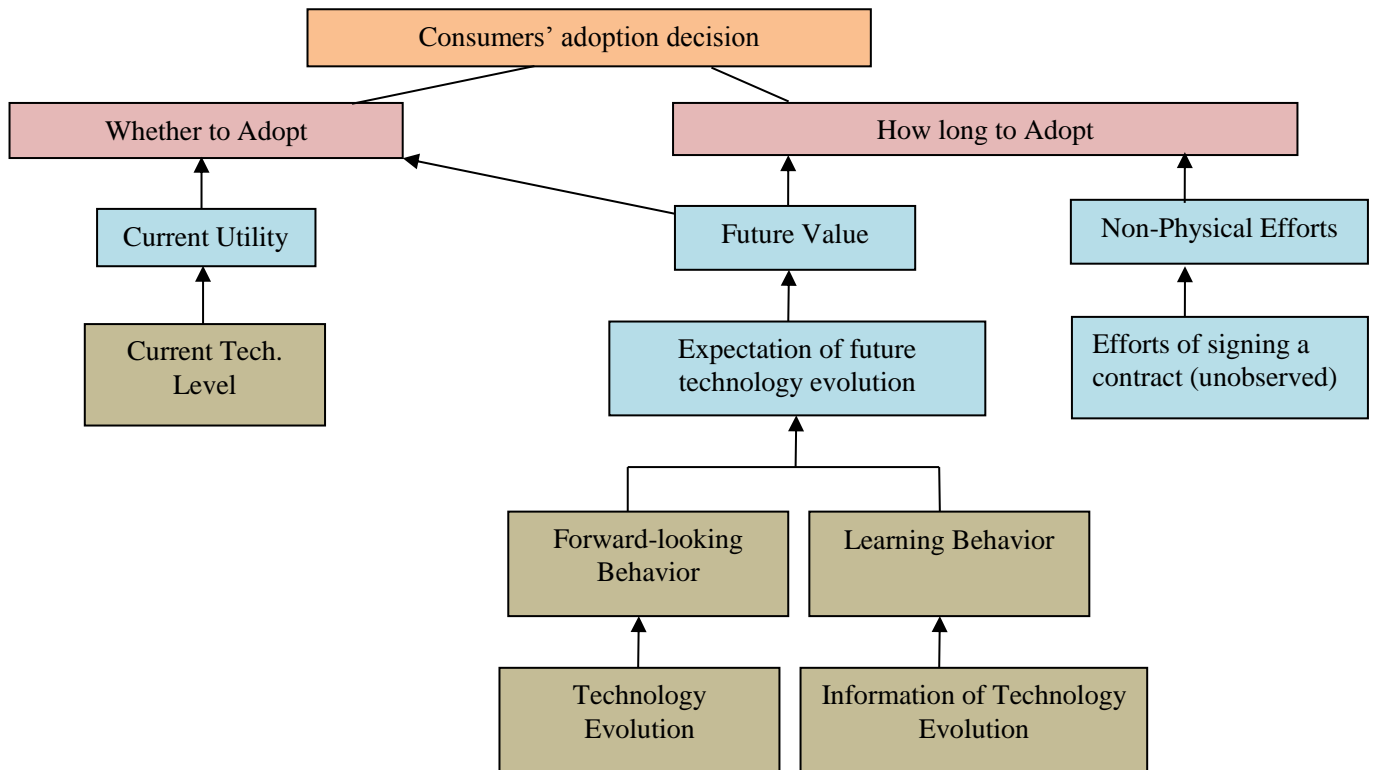 Consumers’ adoption decision
Whether to Adopt
How long to Adopt
Current Utility
Future Value
Non-Physical Efforts
Current Tech.
Level
Expectation of future
technology evolution
Efforts of signing a
contract (unobserved)
Forward-looking
Behavior
Learning Behavior
Technology
Evolution
Information of Technology
Evolution